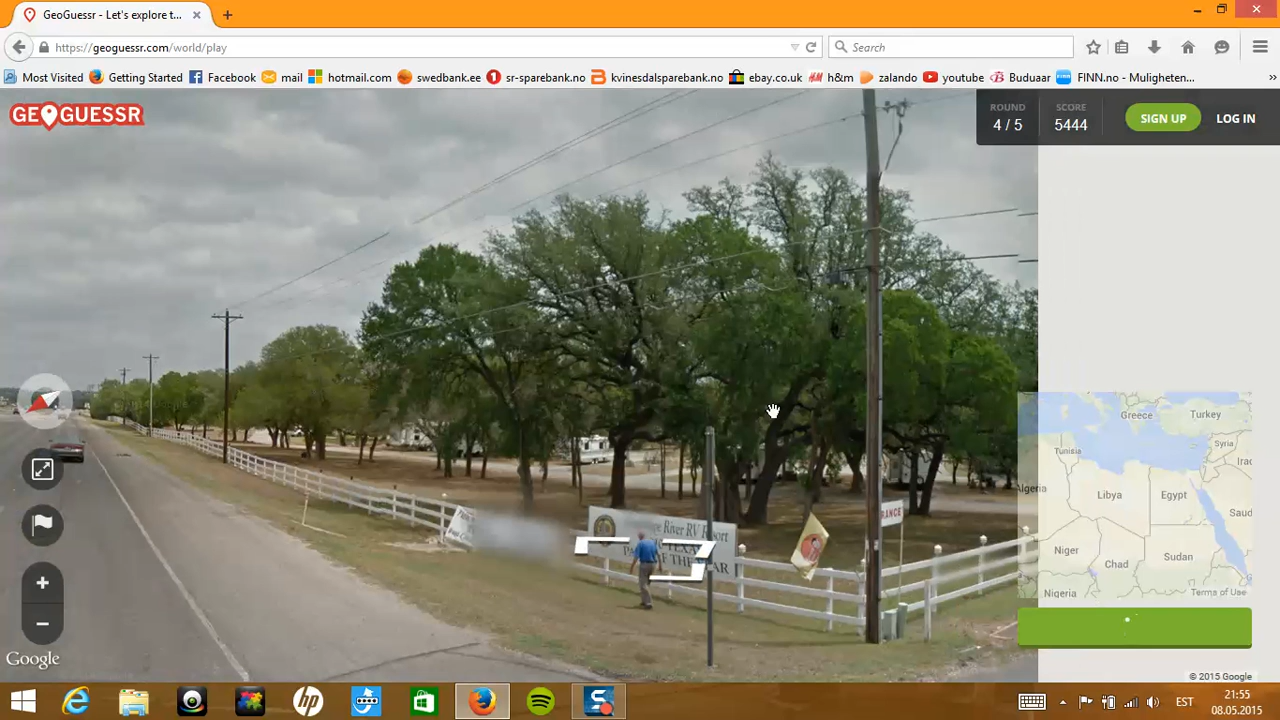 GeoGuessr - Let's explore t...
https://geoguessr.com/world/play
Search
Most Visited
Getting Started
Facebook
mail
hotmail.com
swedbank.ee
sr-sparebank.no
kvinesdalsparebank.no
ebay.co.uk
h&m
zalando
youtube
Buduaar
FINN.no - Muligheten...
GEOGUESSR
ROUND
4 / 5
SCORE
5444
SIGN UP
LOG IN
River RV Resort
TEXAS
Greece
Turkey
Tunisia
Syria
Algeria
Libya
Egypt
Saud
Niger
Chad
Sudan
Nigeria
Terms of Use
Google
© 2015 Google
EST
21:55
08.05.2015